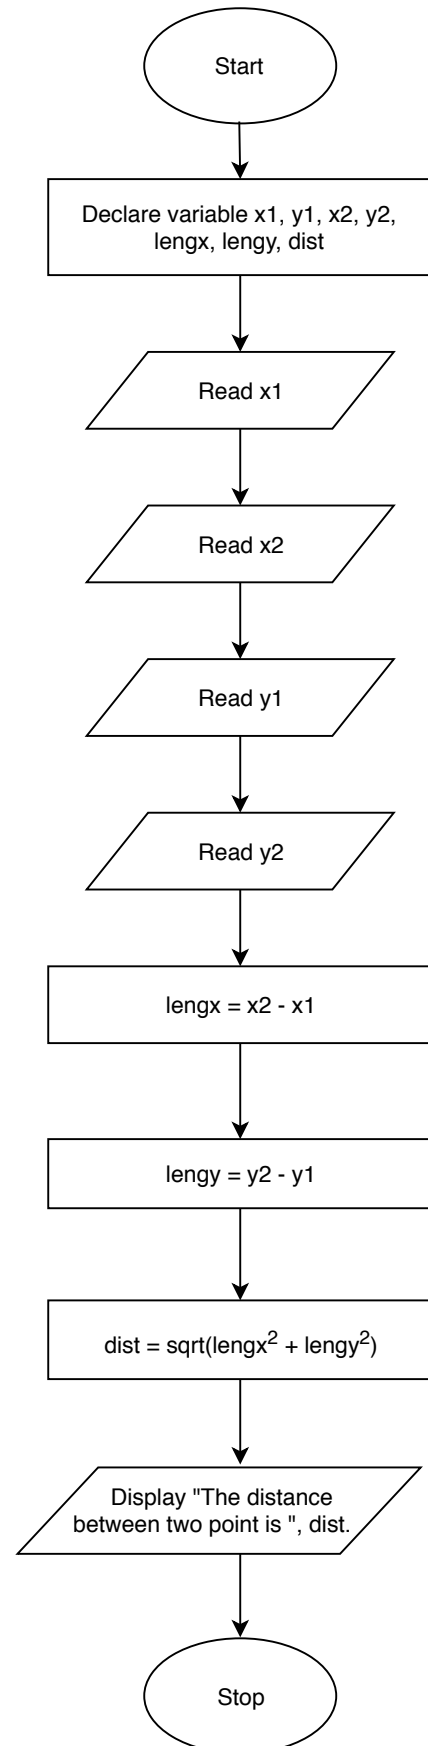 Start
Declare variable x1, y1, x2, y2,
lengx, lengy, dist
Read x1
Read x2
Read y1
Read y2
lengx = x2 - x1
lengy = y2 - y1
dist = sqrt(lengx² + lengy²)
Display "The distance
between two point is ", dist.
Stop